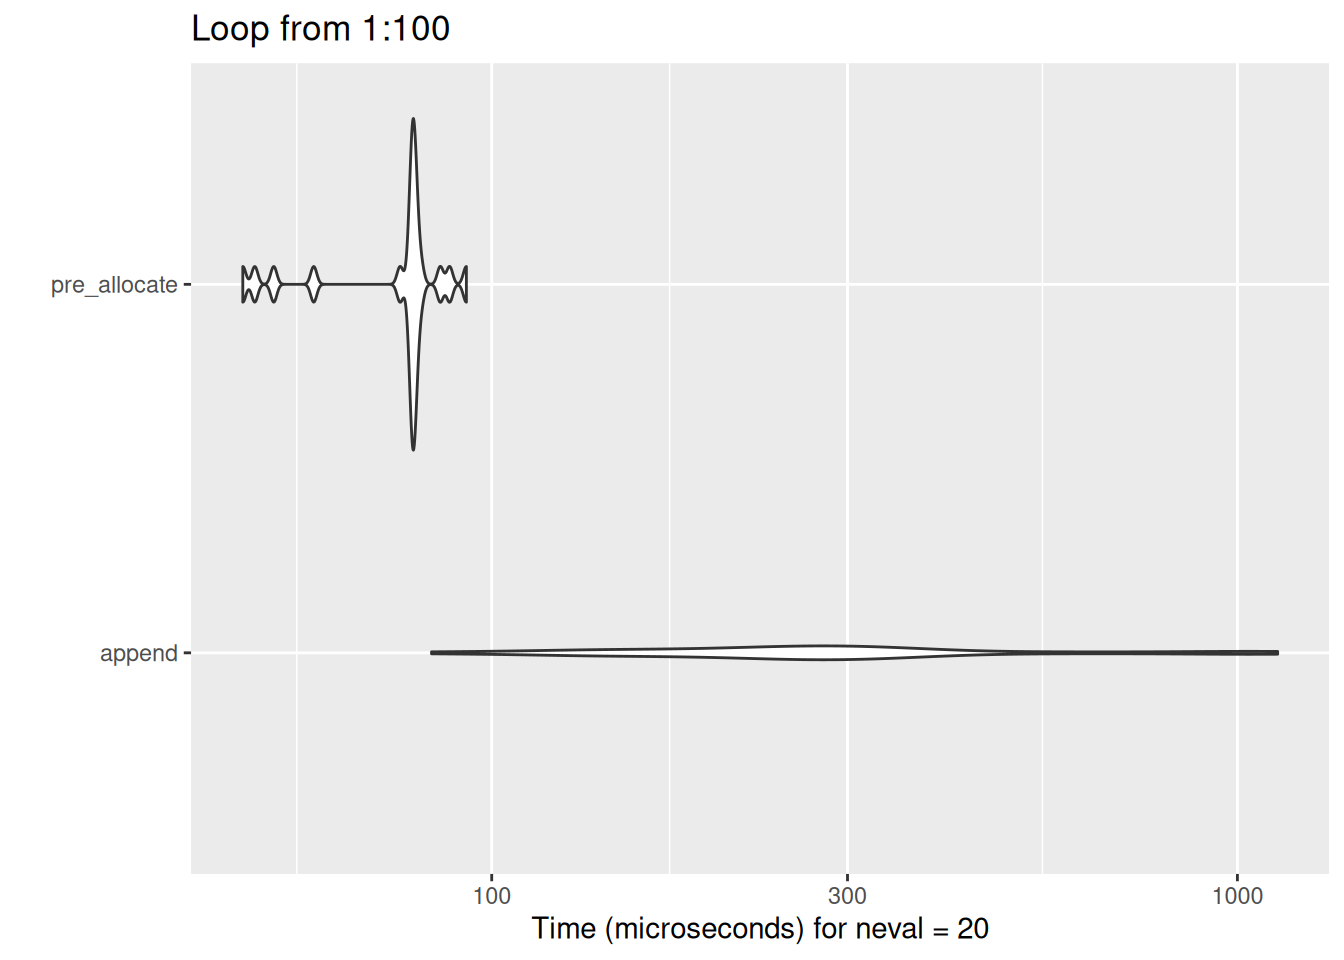 Loop from 1:100
pre_allocate
append
100 300 1000
Time (microseconds) for neval = 20